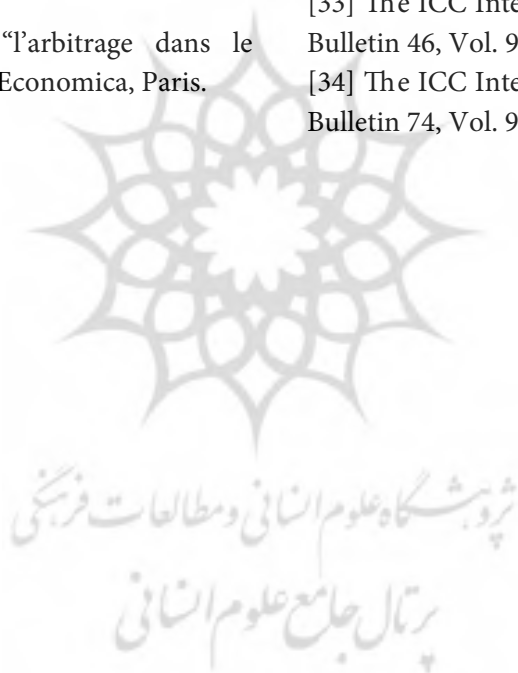 “l'arbitrage dans le
Economica, Paris.
[33] The ICC Inte
Bulletin 46, Vol. 9
[34] The ICC Inte
Bulletin 74, Vol. 9
پژوهشگاه علوم انسانی و مطالعات فرهنگی
پرتال جامع علوم انسانی